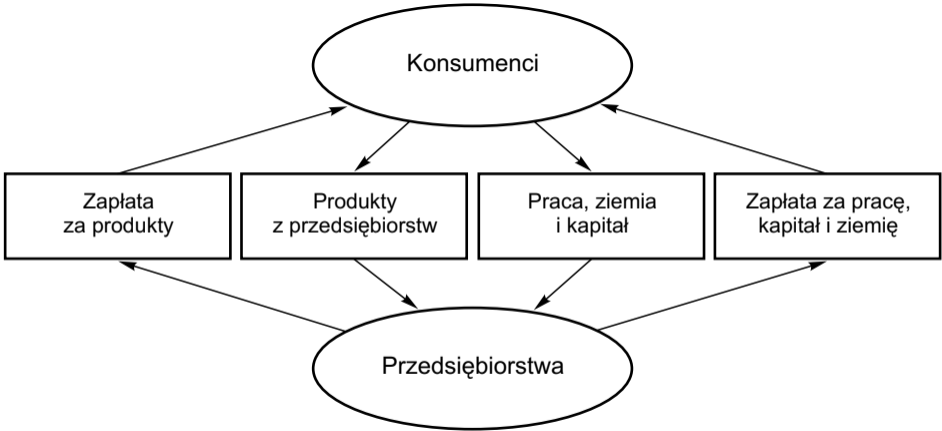 Konsumenci
Zapłata
za produkty
Produkty
z przedsiębiorstw
Praca, ziemia
i kapitał
Zapłata za pracę,
kapitał i ziemię
Przedsiębiorstwa